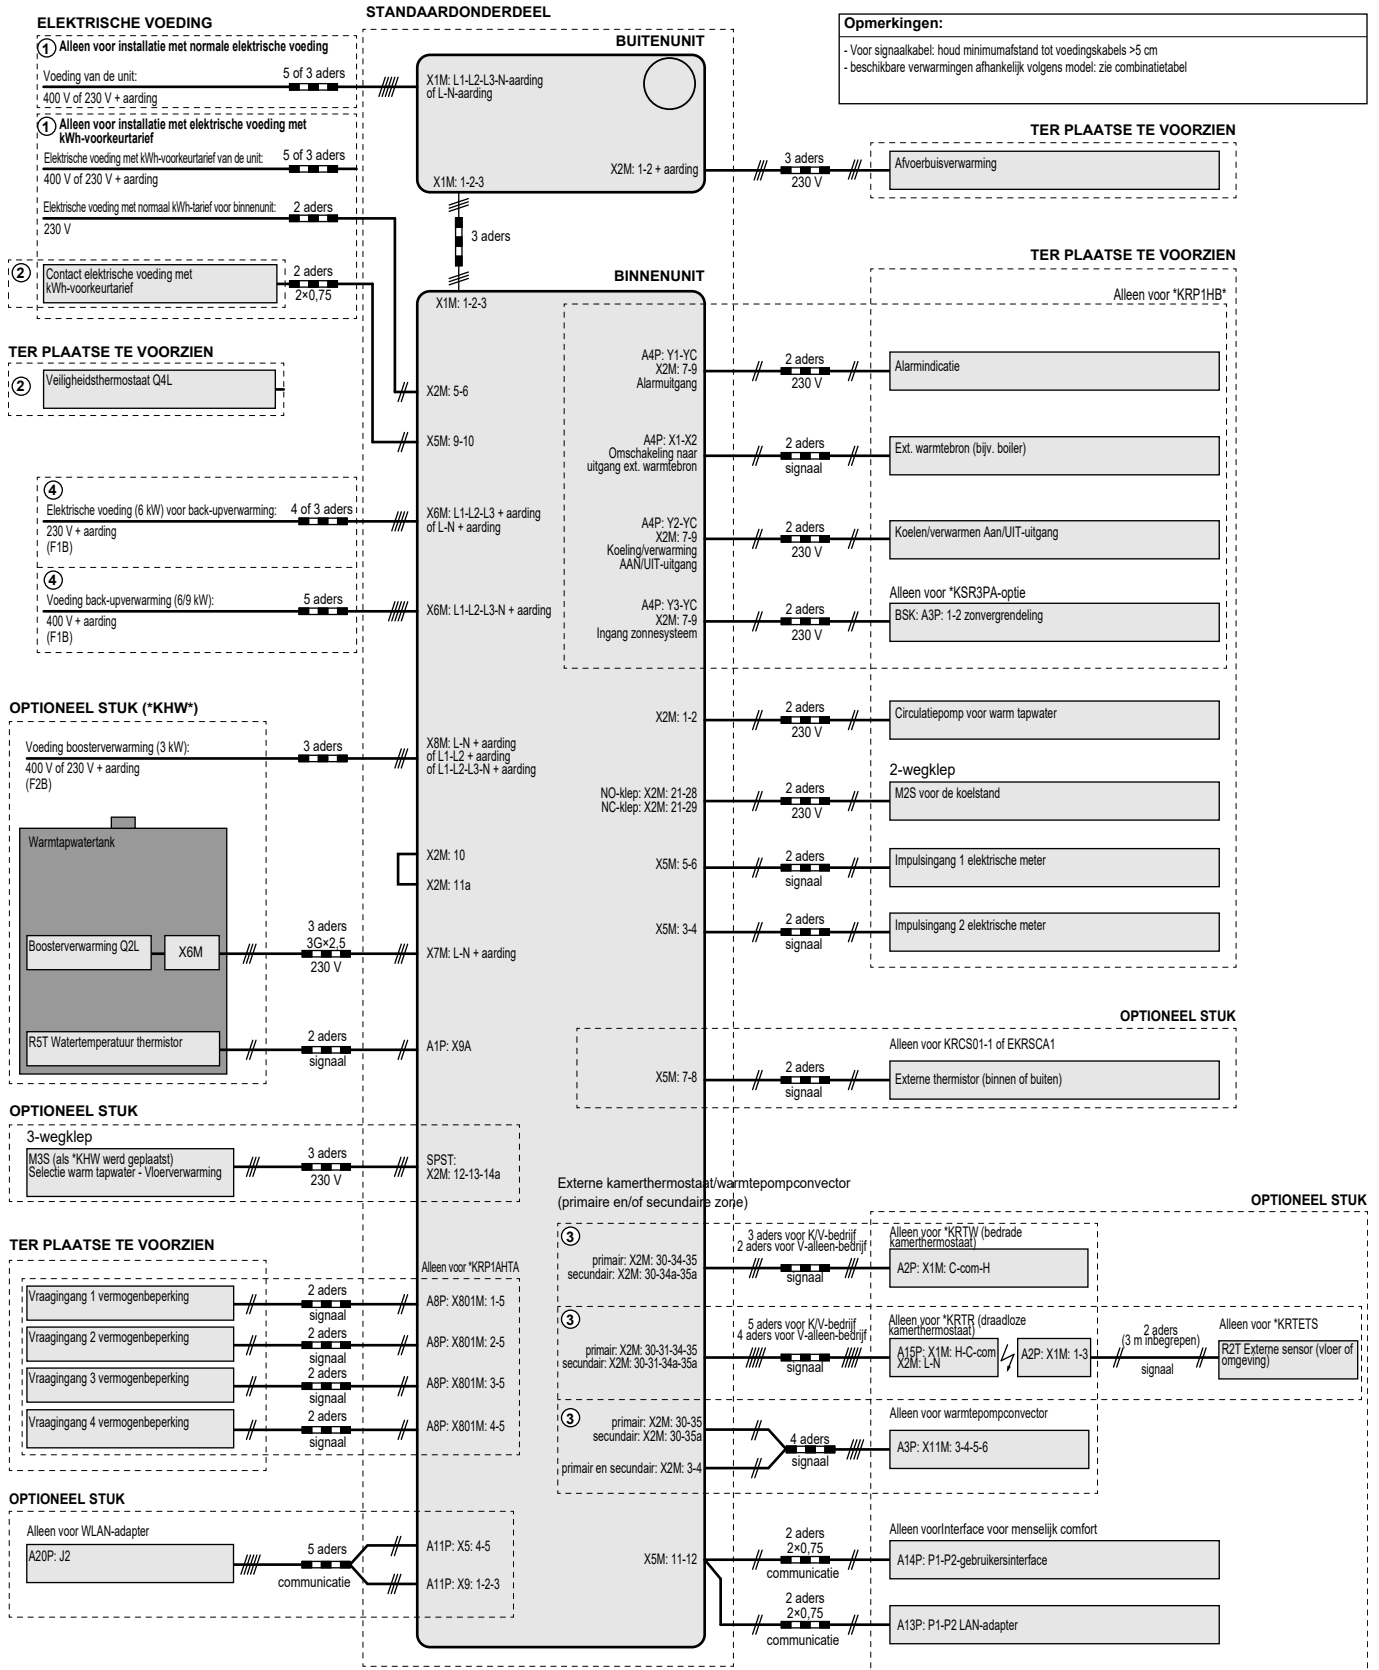 ELEKTRISCHE VOEDING
1 Alleen voor installatie met normale elektrische voeding
Voeding van de unit:
5 of 3 aders
400 V of 230 V + aarding
1 Alleen voor installatie met elektrische voeding met
kWh-voorkeurtarief
Elektrische voeding met kWh-voorkeurtarief van de unit:
5 of 3 aders
400 V of 230 V + aarding
Elektrische voeding met normaal kWh-tarief voor binnenunit:
2 aders
230 V
2
Contact elektrische voeding met
kWh-voorkeurtarief
2 aders
2×0,75
TER PLAATSE TE VOORZIEN
2
Veiligheidsthermostaat Q4L
4
Elektrische voeding (6 kW) voor back-upverwarming:
4 of 3 aders
230 V + aarding
(F1B)
4
Voeding back-upverwarming (6/9 kW):
5 aders
400 V + aarding
(F1B)
OPTIONEEL STUK (*KHW*)
Voeding boosterverwarming (3 kW):
3 aders
400 V of 230 V + aarding
(F2B)
Warmtapwatertank
Boosterverwarming Q2L
X6M
3 aders
3G×2,5
230 V
R5T Watertemperatuur thermistor
2 aders
signaal
OPTIONEEL STUK
3-wegklep
M3S (als *KHW werd geplaatst)
Selectie warm tapwater - Vloerverwarming
3 aders
230 V
TER PLAATSE TE VOORZIEN
Vraagingang 1 vermogenbeperking
2 aders
signaal
Vraagingang 2 vermogenbeperking
2 aders
signaal
Vraagingang 3 vermogenbeperking
2 aders
signaal
Vraagingang 4 vermogenbeperking
2 aders
signaal
OPTIONEEL STUK
Alleen voor WLAN-adapter
A20P: J2
5 aders
communicatie
STANDAARDONDERDEEL
BUITENUNIT
X1M: L1-L2-L3-N-aarding
of L-N-aarding
X2M: 1-2 + aarding
X1M: 1-2-3
3 aders
BINNENUNIT
X1M: 1-2-3
X2M: 5-6
X5M: 9-10
X6M: L1-L2-L3 + aarding
of L-N + aarding
X6M: L1-L2-L3-N + aarding
X8M: L-N + aarding
of L1-L2 + aarding
of L1-L2-L3-N + aarding
X2M: 10
X2M: 11a
X7M: L-N + aarding
A1P: X9A
SPST:
X2M: 12-13-14a
Alleen voor *KRP1AHTA
A8P: X801M: 1-5
A8P: X801M: 2-5
A8P: X801M: 3-5
A8P: X801M: 4-5
A11P: X5: 4-5
A11P: X9: 1-2-3
A4P: Y1-YC
X2M: 7-9
Alarmuitgang
A4P: X1-X2
Omschakeling naar
uitgang ext. warmtebron
A4P: Y2-YC
X2M: 7-9
Koeling/verwarming
AAN/UIT-uitgang
A4P: Y3-YC
X2M: 7-9
Ingang zonnesysteem
X2M: 1-2
NO-klep: X2M: 21-28
NC-klep: X2M: 21-29
X5M: 5-6
X5M: 3-4
X5M: 7-8
Externe kamerthermostaat/warmtepompconvector
(primaire en/of secundaire zone)
3
primair: X2M: 30-34-35
secundair: X2M: 30-34a-35a
3
primair: X2M: 30-31-34-35
secundair: X2M: 30-31-34a-35a
3
primair: X2M: 30-35
secundair: X2M: 30-35a
primair en secundair: X2M: 3-4
X5M: 11-12
Opmerkingen:
- Voor signaalkabel: houd minimumafstand tot voedingskabels >5 cm
- beschikbare verwarmingen afhankelijk volgens model: zie combinatietabel
TER PLAATSE TE VOORZIEN
3 aders
230 V
Afvoerbuisverwarming
TER PLAATSE TE VOORZIEN
Alleen voor *KRP1HB*
2 aders
230 V
Alarmindicatie
2 aders
signaal
Ext. warmtebron (bijv. boiler)
2 aders
230 V
Koelen/verwarmen Aan/UIT-uitgang
Alleen voor *KSR3PA-optie
2 aders
230 V
BSK: A3P: 1-2 zonvergrendeling
2 aders
230 V
Circulatiepomp voor warm tapwater
2-wegklep
2 aders
230 V
M2S voor de koelstand
2 aders
signaal
Impulsingang 1 elektrische meter
2 aders
signaal
Impulsingang 2 elektrische meter
OPTIONEEL STUK
Alleen voor KRCS01-1 of EKRSCA1
2 aders
signaal
Externe thermistor (binnen of buiten)
OPTIONEEL STUK
3 aders voor K/V-bedrijf
2 aders voor V-alleen-bedrijf
signaal
Alleen voor *KRTW (bedrade
kamerthermostaat)
A2P: X1M: C-com-H
5 aders voor K/V-bedrijf
4 aders voor V-alleen-bedrijf
signaal
Alleen voor *KRTR (draadloze
kamerthermostaat)
A15P: X1M: H-C-com
X2M: L-N
A2P: X1M: 1-3
2 aders
(3 m inbegrepen)
signaal
Alleen voor *KRTETS
R2T Externe sensor (vloer of
omgeving)
Alleen voor warmtepompconvector
4 aders
signaal
A3P: X11M: 3-4-5-6
Alleen voorInterface voor menselijk comfort
2 aders
2×0,75
communicatie
A14P: P1-P2-gebruikersinterface
2 aders
2×0,75
communicatie
A13P: P1-P2 LAN-adapter